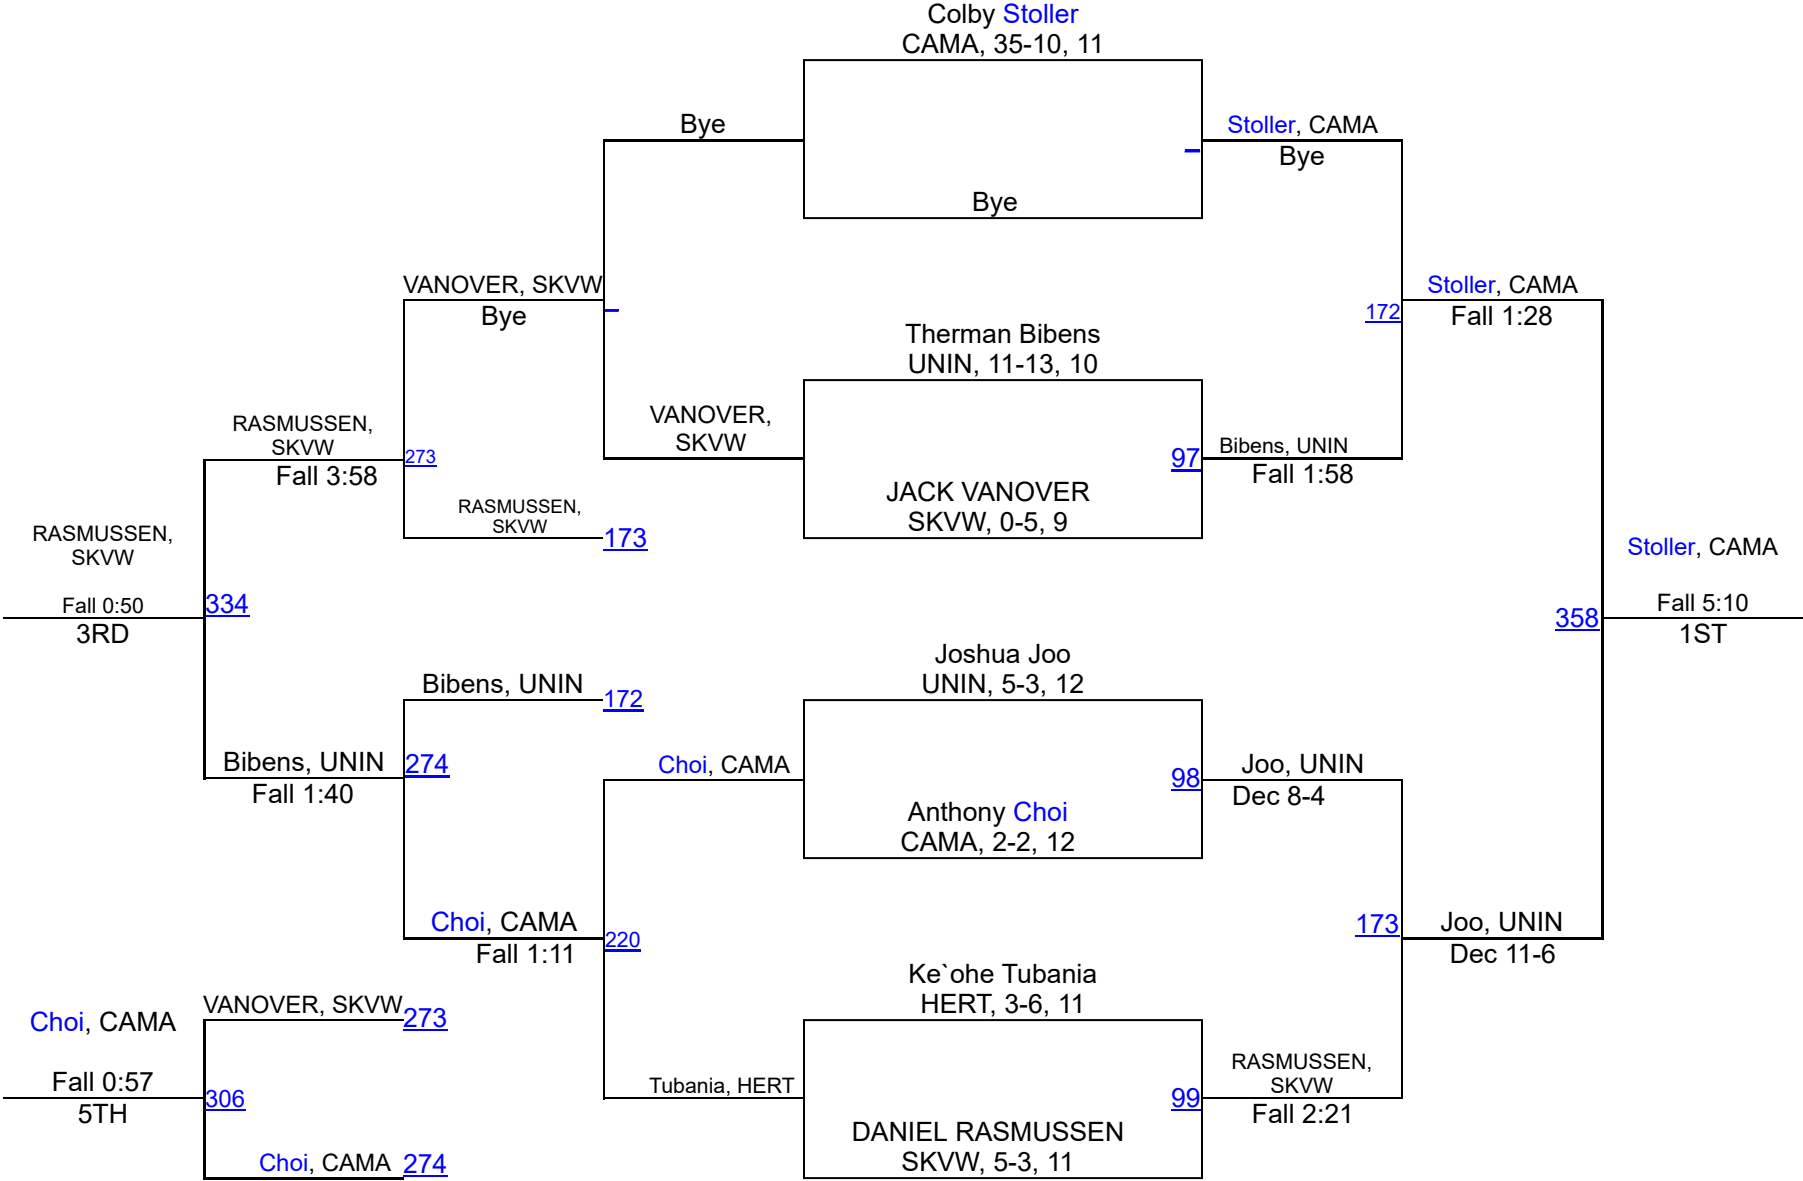 Colby Stoller
CAMA, 35-10, 11
Bye
Stoller, CAMA
Bye
Bye
VANOVER, SKVW
Bye
Stoller, CAMA
172
Fall 1:28
Therman Bibens
UNIN, 11-13, 10
RASMUSSEN,
SKVW
Fall 3:58
273
VANOVER,
SKVW
97
Bibens, UNIN
Fall 1:58
JACK VANOVER
SKVW, 0-5, 9
RASMUSSEN,
SKVW
173
RASMUSSEN,
SKVW
Fall 0:50
3RD
334
Stoller, CAMA
358
Fall 5:10
1ST
Joshua Joo
UNIN, 5-3, 12
Bibens, UNIN
172
Bibens, UNIN
Fall 1:40
274
Choi, CAMA
98
Joo, UNIN
Dec 8-4
Anthony Choi
CAMA, 2-2, 12
Choi, CAMA
Fall 1:11
220
173
Joo, UNIN
Dec 11-6
Ke`ohe Tubania
HERT, 3-6, 11
VANOVER, SKVW
273
Choi, CAMA
Fall 0:57
5TH
306
Tubania, HERT
99
RASMUSSEN,
SKVW
Fall 2:21
DANIEL RASMUSSEN
SKVW, 5-3, 11
Choi, CAMA
274